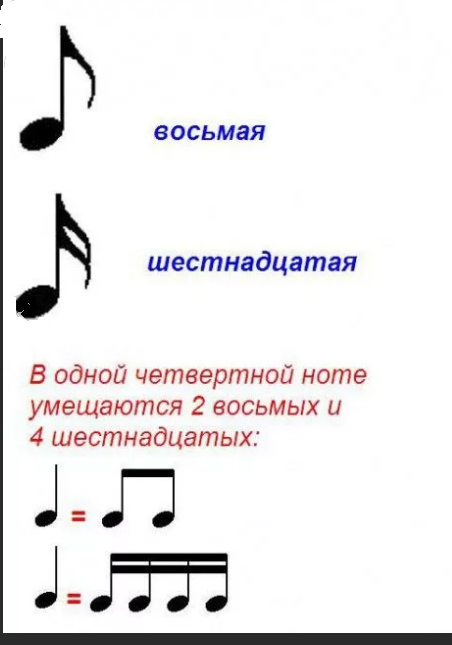 восьмая
шестнадцатая
В одной четвертной ноте
умещаются 2 восьмых и
4 шестнадцатых:
=
=